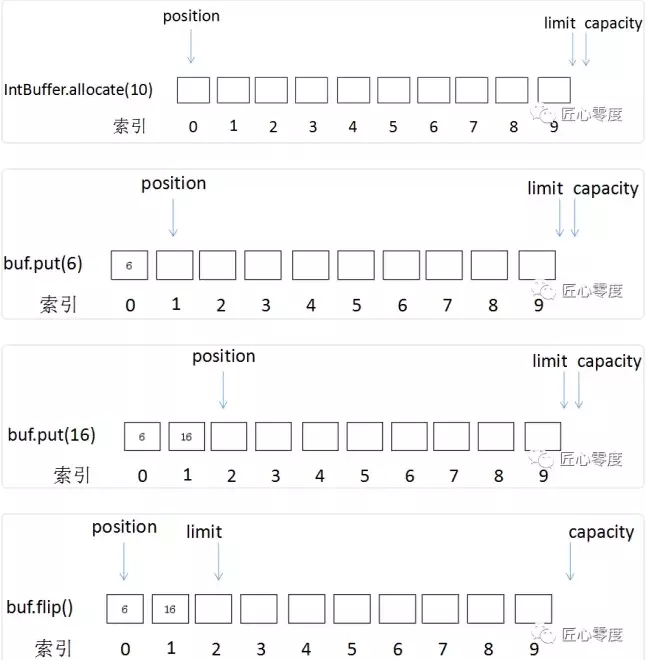 position
limit capacity
IntBuffer.allocate(10)
索引 0 1 2 3 4 5 6 7 8 9
匠心零度
position
limit capacity
buf.put(6)
6
索引 0 1 2 3 4 5 6 7 8 9
匠心零度
position
limit capacity
buf.put(16)
6 16
索引 0 1 2 3 4 5 6 7 8 9
匠心零度
position limit capacity
buf.flip()
6 16
索引 0 1 2 3 4 5 6 7 8 9
匠心零度